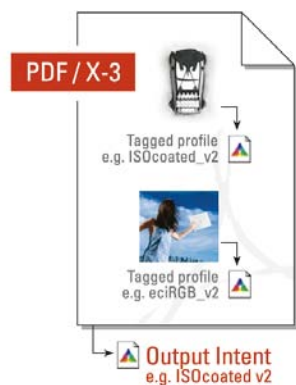 PDF/X-3
Tagged profile
e.g. ISOcoated_v2
Tagged profile
e.g. eciRGB_v2
Output Intent
e.g. ISOcoated v2